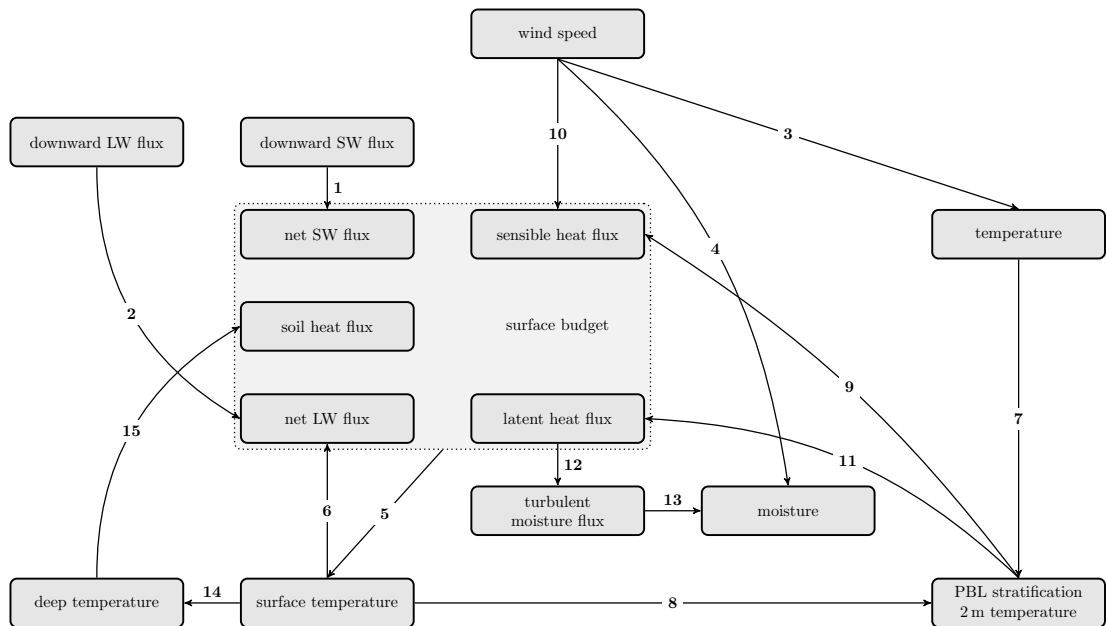 wind speed
10
3
downward LW flux
downward SW flux
1
net SW flux
sensible heat flux
4
temperature
2
soil heat flux
surface budget
15
9
7
net LW flux
latent heat flux
11
12
6
5
turbulent
moisture flux
13
moisture
deep temperature
14
surface temperature
8
PBL stratification
2 m temperature